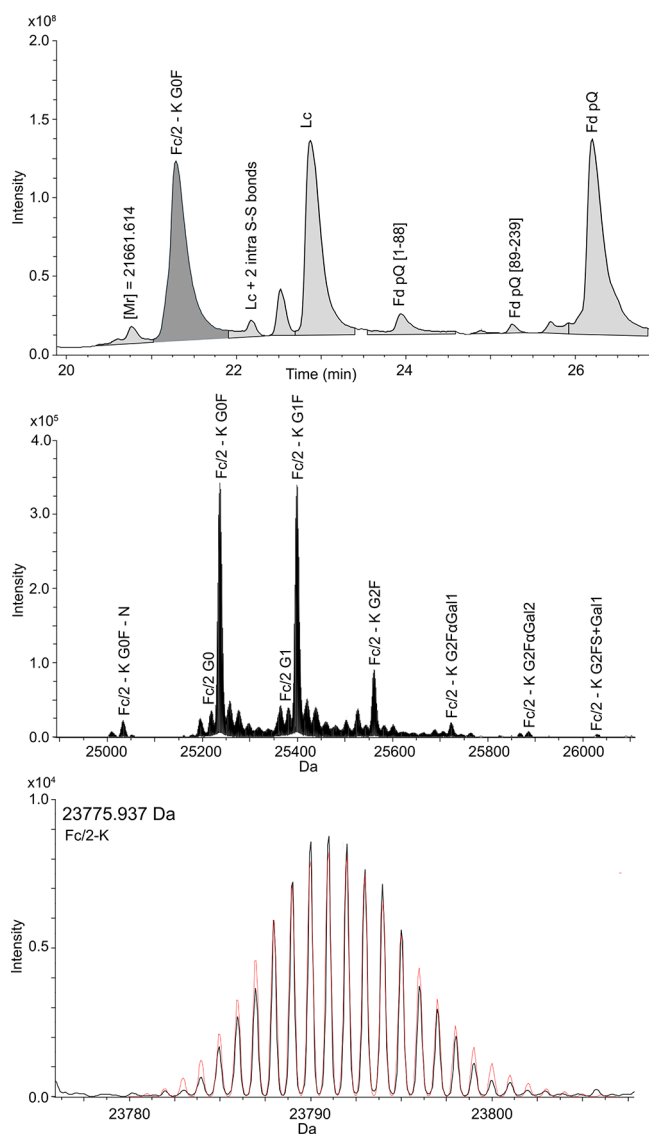 x10⁸
2.0
1.5
1.0
0.5
0.0
Intensity
[Mr] = 21661.614
Fc/2 - K G0F
Lc + 2 intra S-S bonds
Lc
Fd pQ [1-88]
Fd pQ [89-239]
Fd pQ
20
22
24
26
Time (min)
x10⁵
4.0
3.0
2.0
1.0
0.0
Intensity
Fc/2 - K G0F - N
Fc/2 G0
Fc/2 - K G0F
Fc/2 G1
Fc/2 - K G1F
Fc/2 - K G2F
Fc/2 - K G2FαGal1
Fc/2 - K G2FαGal2
Fc/2 - K G2FS+Gal1
25000
25200
25400
25600
25800
26000
Da
x10⁴
1.0
0.5
0.0
Intensity
23775.937 Da
Fc/2-K
23780
23790
23800
Da